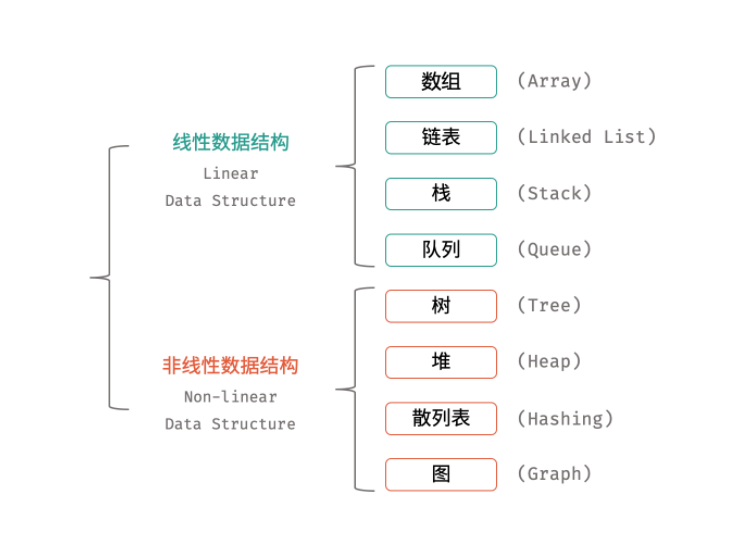 线性数据结构
Linear
Data Structure
数组 (Array)
链表 (Linked List)
栈 (Stack)
队列 (Queue)
非线性数据结构
Non-linear
Data Structure
树 (Tree)
堆 (Heap)
散列表 (Hashing)
图 (Graph)